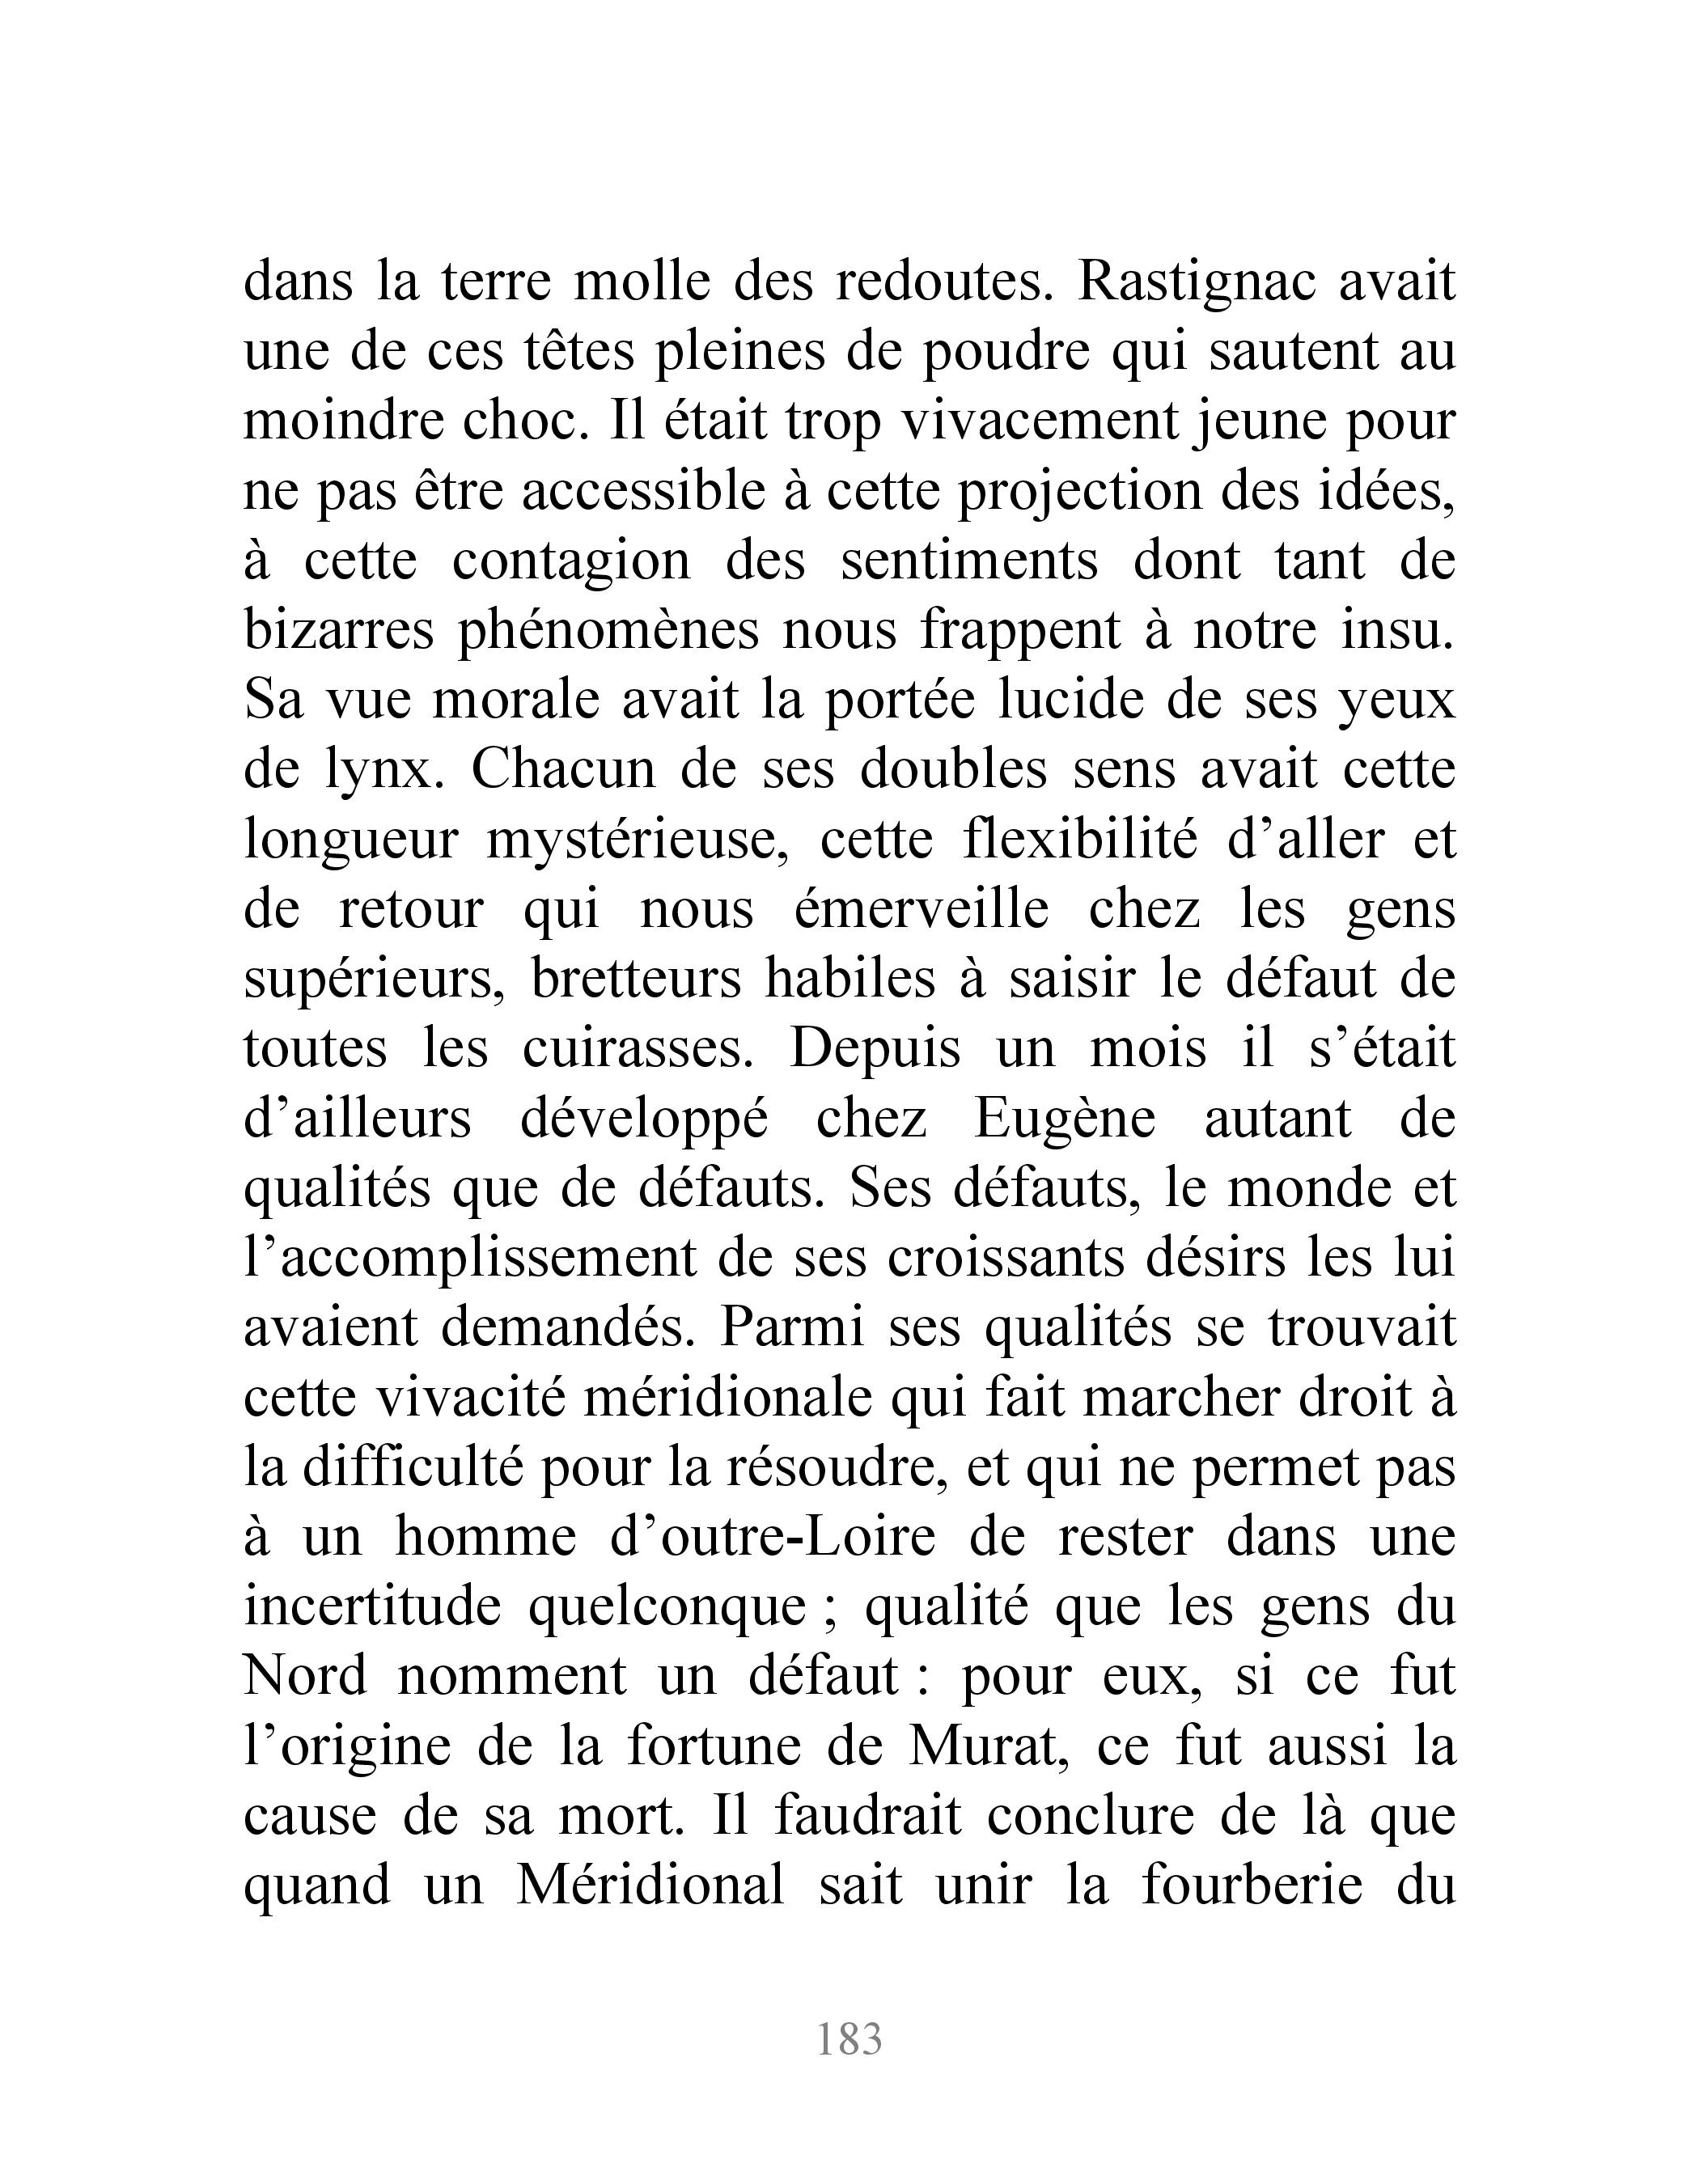 dans la terre molle des redoutes. Rastignac avait
une de ces têtes pleines de poudre qui sautent au
moindre choc. Il était trop vivacement jeune pour
ne pas être accessible à cette projection des idées,
à cette contagion des sentiments dont tant de
bizarres phénomènes nous frappent à notre insu.
Sa vue morale avait la portée lucide de ses yeux
de lynx. Chacun de ses doubles sens avait cette
longueur mystérieuse, cette flexibilité d’aller et
de retour qui nous émerveille chez les gens
supérieurs, bretteurs habiles à saisir le défaut de
toutes les cuirasses. Depuis un mois il s’était
d’ailleurs développé chez Eugène autant de
qualités que de défauts. Ses défauts, le monde et
l’accomplissement de ses croissants désirs les lui
avaient demandés. Parmi ses qualités se trouvait
cette vivacité méridionale qui fait marcher droit à
la difficulté pour la résoudre, et qui ne permet pas
à un homme d’outre-Loire de rester dans une
incertitude quelconque ; qualité que les gens du
Nord nomment un défaut : pour eux, si ce fut
l’origine de la fortune de Murat, ce fut aussi la
cause de sa mort. Il faudrait conclure de là que
quand un Méridional sait unir la fourberie du
183